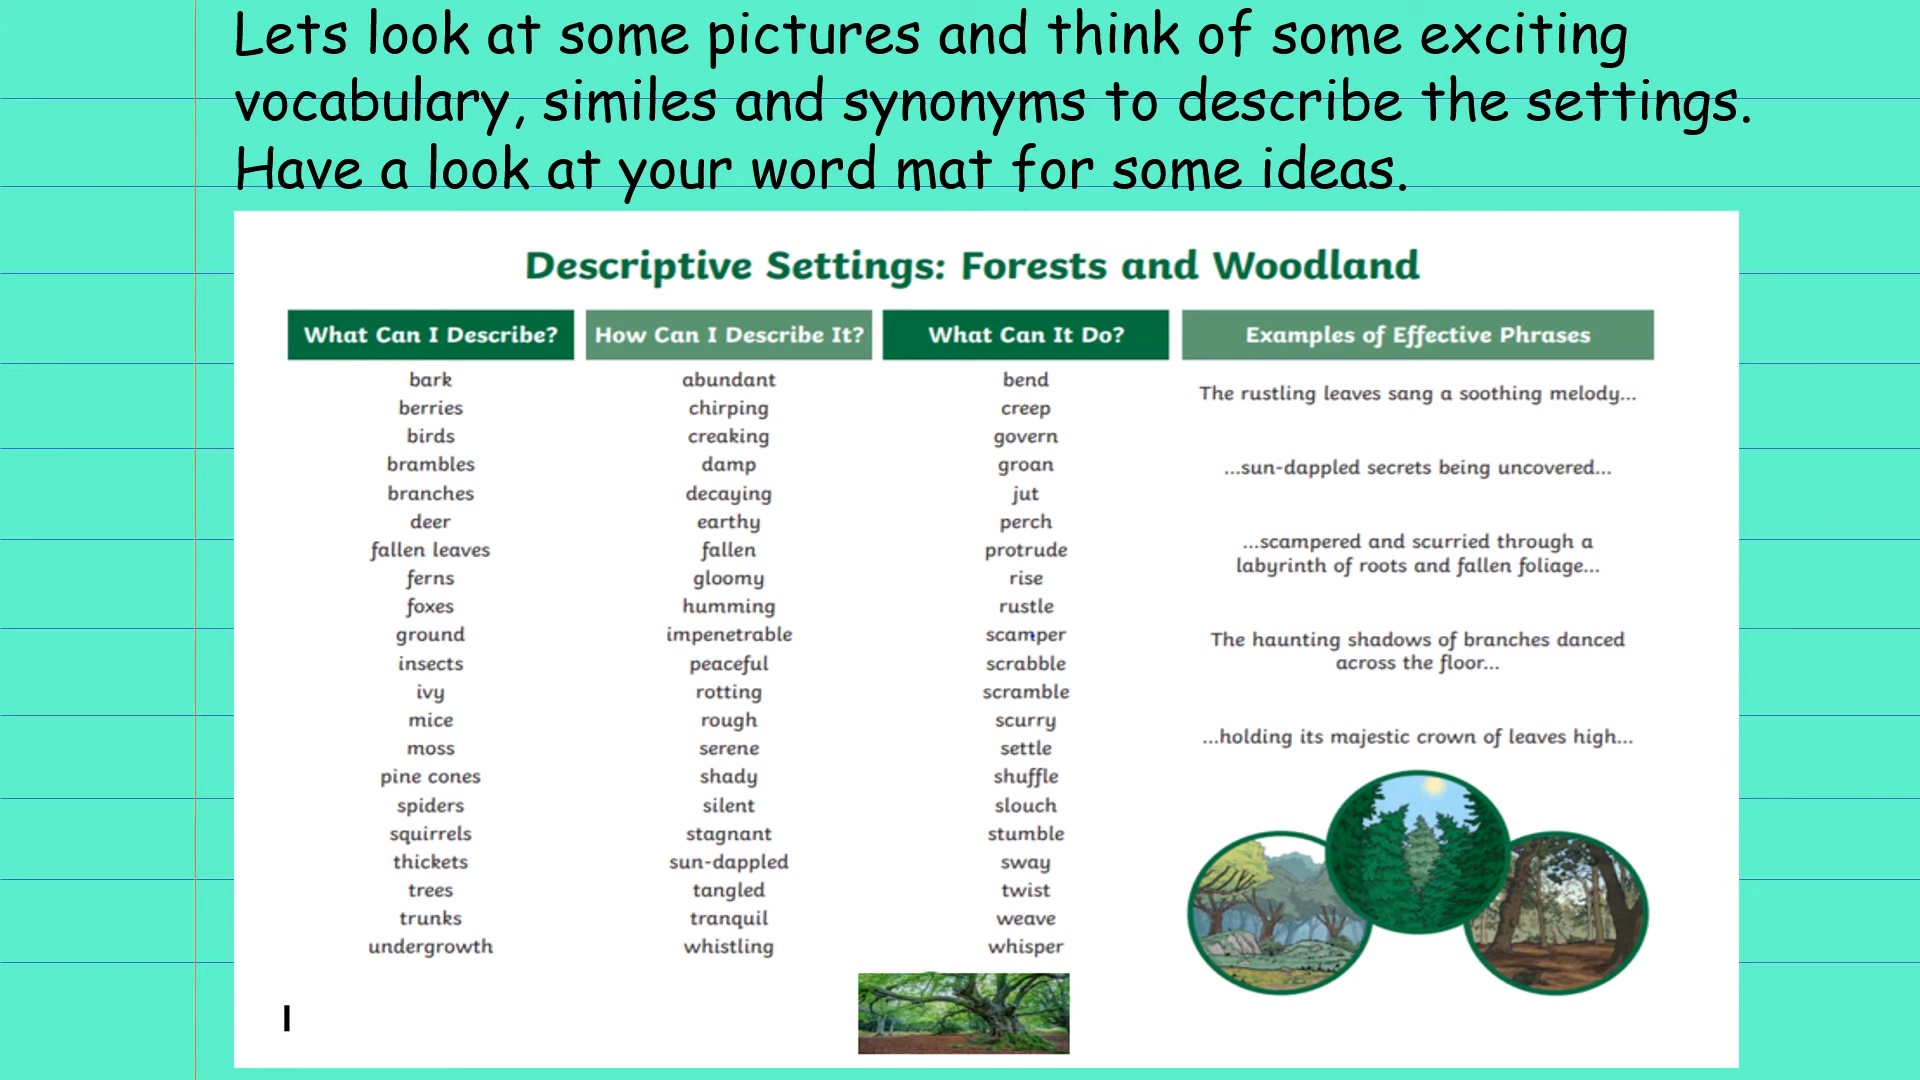 Lets look at some pictures and think of some exciting
vocabulary, similes and synonyms to describe the settings.
Have a look at your word mat for some ideas.
Descriptive Settings: Forests and Woodland
What Can I Describe?
bark
berries
birds
brambles
branches
deer
fallen leaves
ferns
foxes
ground
insects
ivy
mice
moss
pine cones
spiders
squirrels
thickets
trees
trunks
undergrowth
How Can I Describe It?
abundant
chirping
creaking
damp
decaying
earthy
fallen
gloomy
humming
impenetrable
peaceful
rotting
rough
serene
shady
silent
stagnant
sun-dappled
tangled
tranquil
whistling
What Can It Do?
bend
creep
govern
groan
jut
perch
protrude
rise
rustle
scamper
scrabble
scramble
scurry
settle
shuffle
slouch
stumble
sway
twist
weave
whisper
Examples of Effective Phrases
The rustling leaves sang a soothing melody...
...sun-dappled secrets being uncovered...
...scampered and scurried through a
labyrinth of roots and fallen foliage...
The haunting shadows of branches danced
across the floor...
...holding its majestic crown of leaves high...
I